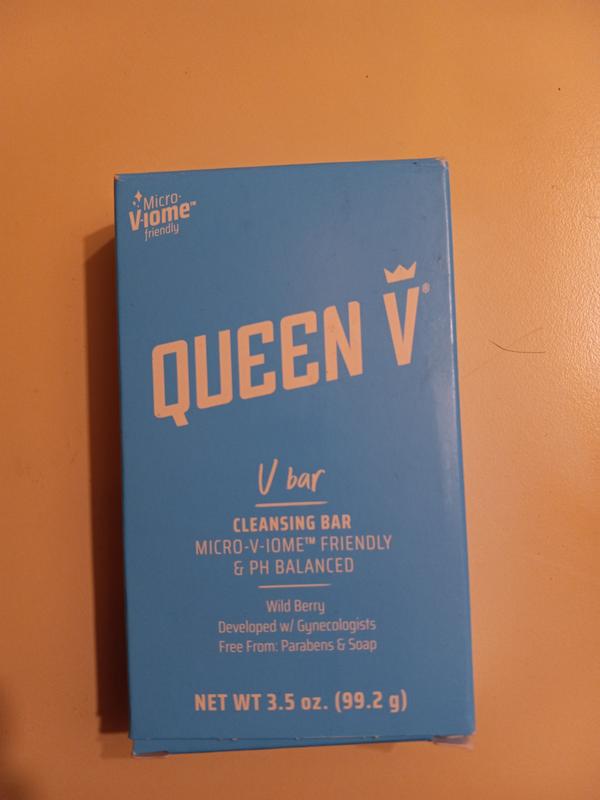 Micro-
V-iome™
friendly
QUEEN V®
V bar
CLEANSING BAR
MICRO-V-IOME™ FRIENDLY
& PH BALANCED
Wild Berry
Developed w/ Gynecologists
Free From: Parabens & Soap
NET WT 3.5 oz. (99.2 g)